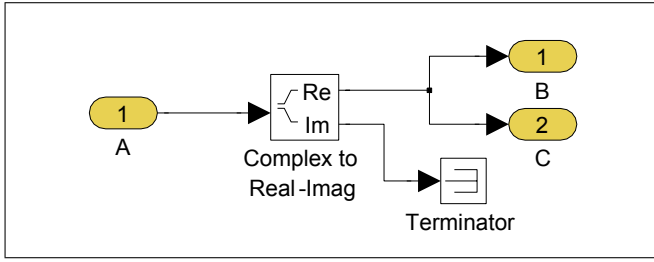 1
A
Re
Im
Complex to
Real-Imag
1
B
2
C
Terminator